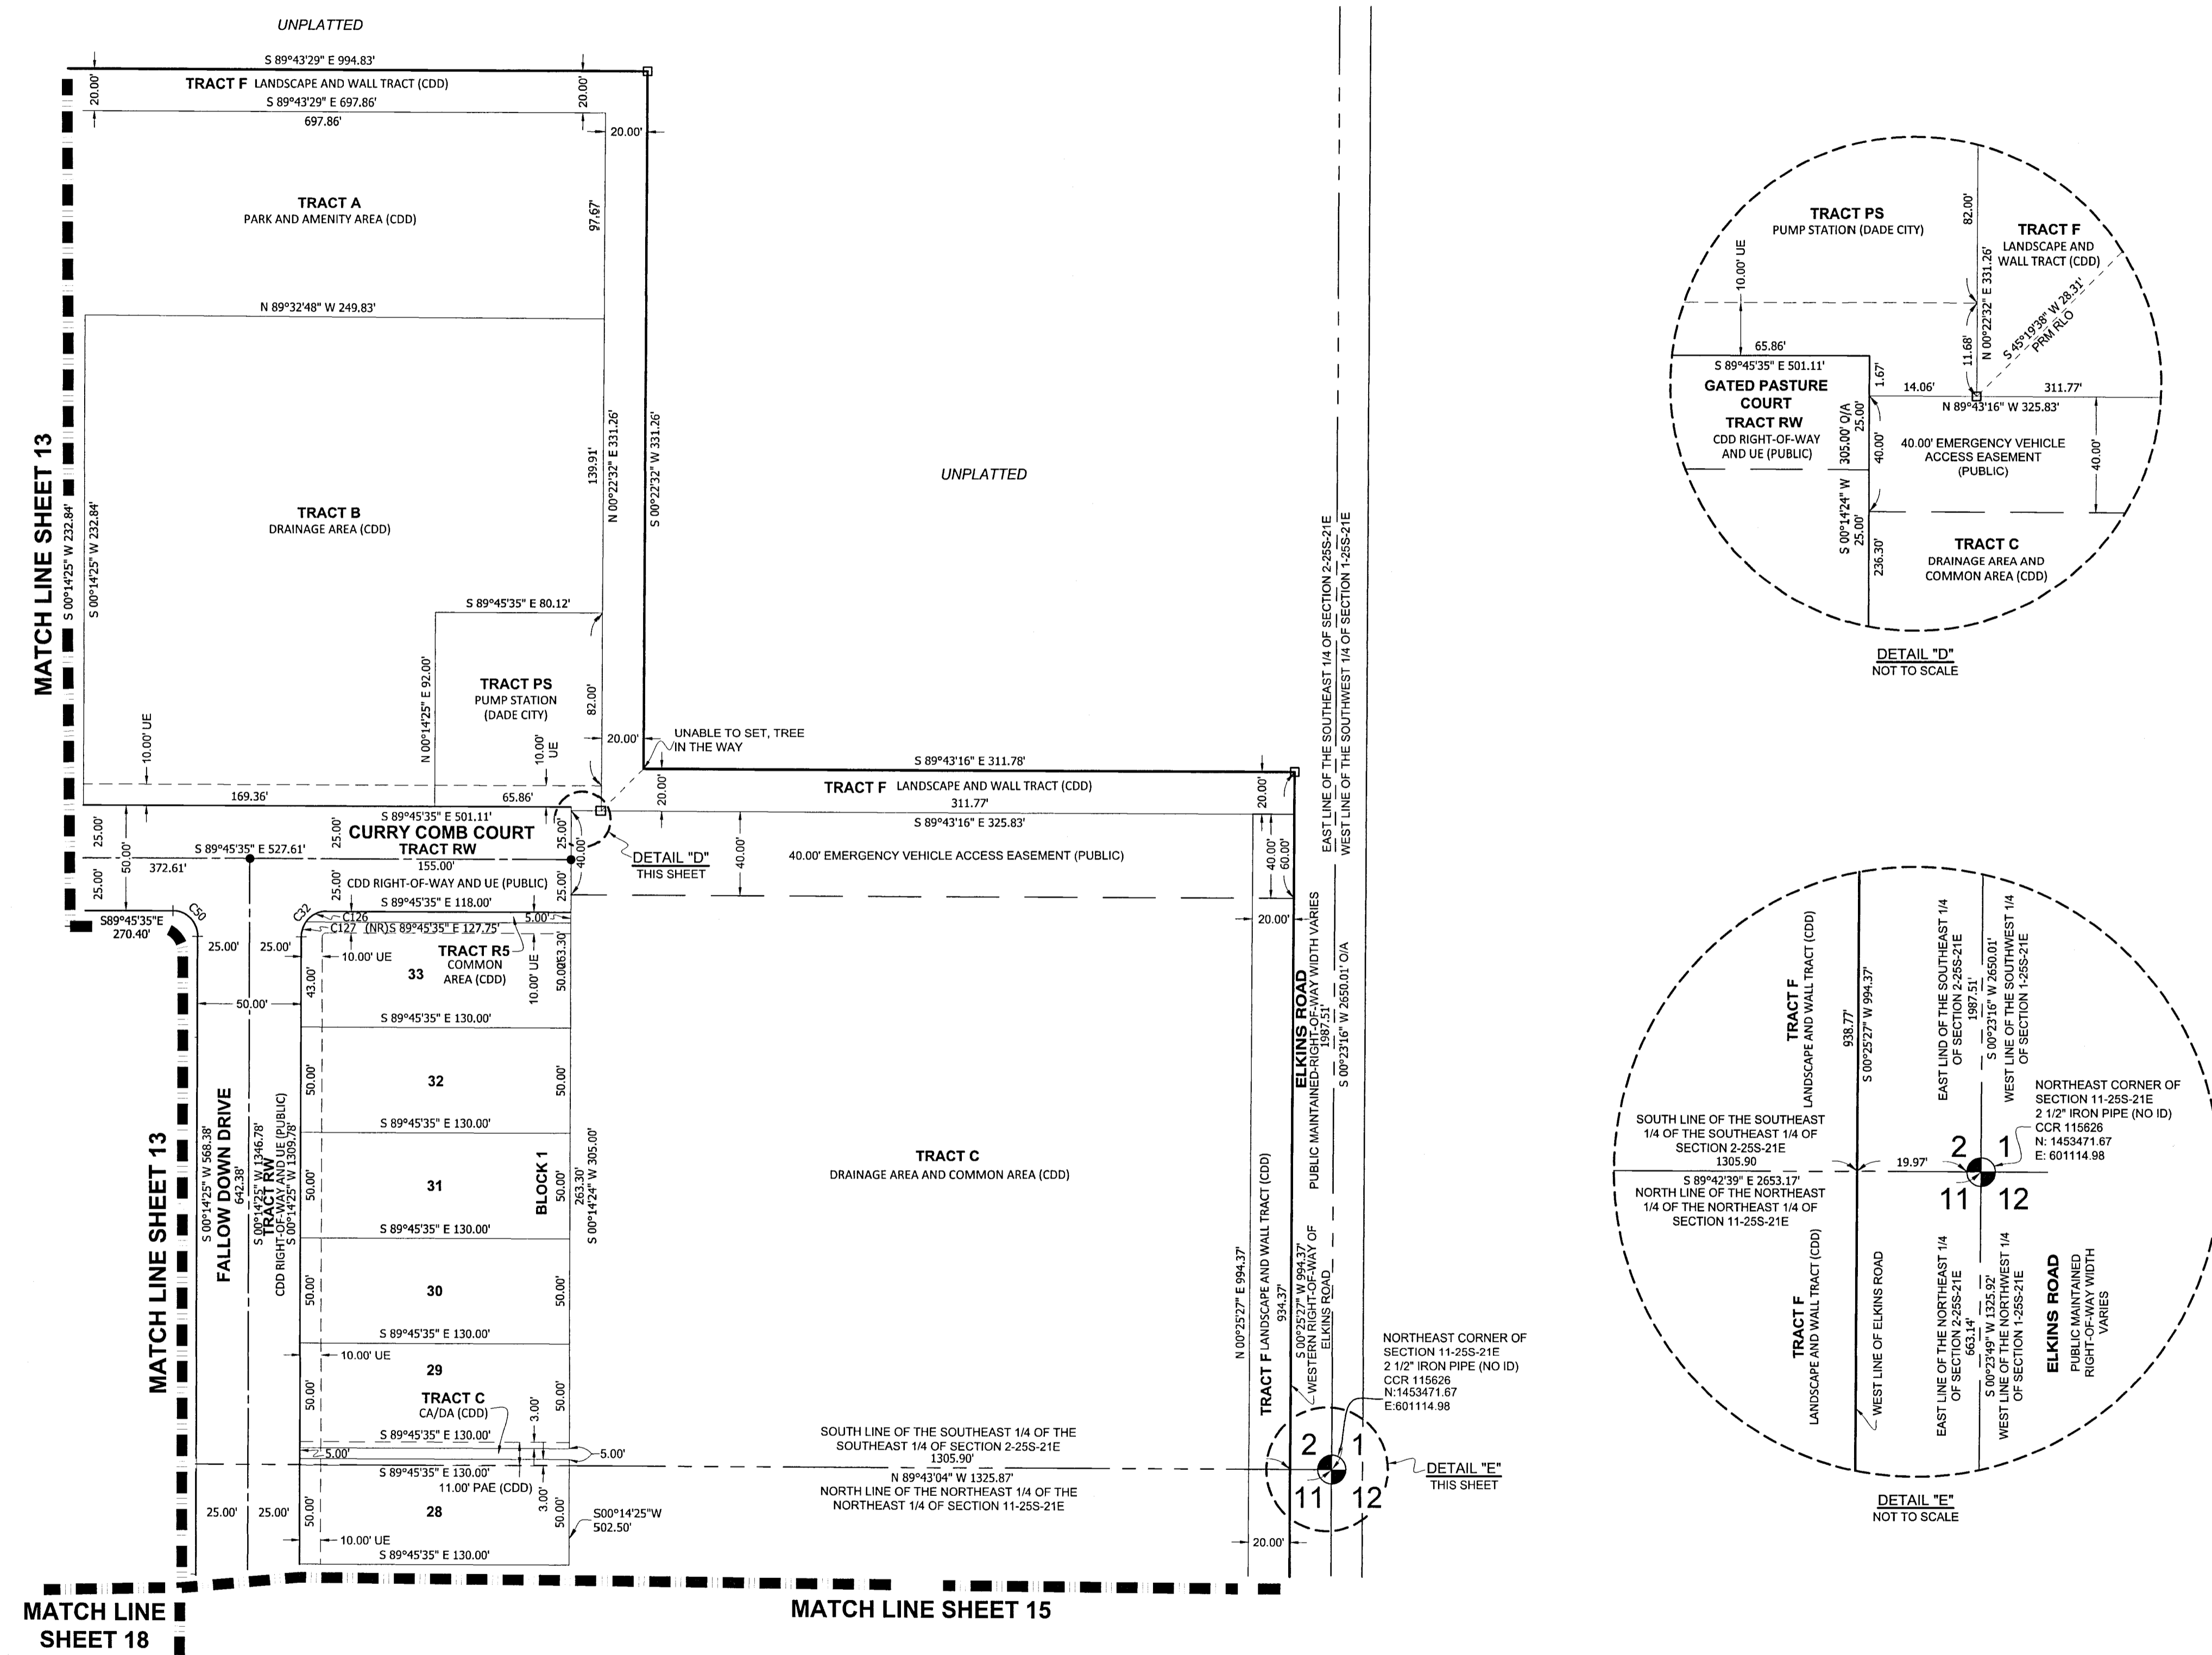 UNPLATTED
S 89°43'29" E 994.83'
20.00'
TRACT F LANDSCAPE AND WALL TRACT (CDD)
20.00'
S 89°43'29" E 697.86'
697.86'
20.00'
TRACT A
PARK AND AMENITY AREA (CDD)
97.67'
N 89°32'48" W 249.83'
MATCH LINE SHEET 13
S 00°14'25" W 232.84'
S 00°14'25" W 232.84'
TRACT B
DRAINAGE AREA (CDD)
139.91'
N 00°22'32" E 331.26'
S 00°22'32" W 331.26'
UNPLATTED
S 89°45'35" E 80.12'
N 00°14'25" E 92.00'
TRACT PS
PUMP STATION
(DADE CITY)
82.00'
10.00' UE
10.00'
UE
20.00'
UNABLE TO SET, TREE
IN THE WAY
20.00'
S 89°43'16" E 311.78'
TRACT F LANDSCAPE AND WALL TRACT (CDD)
311.77'
S 89°43'16" E 325.83'
20.00'
169.36'
65.86'
S 89°45'35" E 501.11'
CURRY COMB COURT
TRACT RW
25.00'
50.00'
25.00'
25.00'
25.00'
S 89°45'35" E 527.61'
372.61'
155.00'
40.00'
CDD RIGHT-OF-WAY AND UE (PUBLIC)
25.00'
25.00'
DETAIL "D"
THIS SHEET
40.00'
40.00' EMERGENCY VEHICLE ACCESS EASEMENT (PUBLIC)
40.00'
60.00'
20.00'
S 89°45'35" E 118.00'
S89°45'35"E
270.40'
C50
C32
C126
5.00'
C127 (NR)S 89°45'35" E 127.75'
25.00'
25.00'
10.00' UE
33
TRACT R5
COMMON
AREA (CDD)
10.00' UE
50.00'
263.30'
43.00'
50.00'
S 89°45'35" E 130.00'
50.00'
32
50.00'
S 89°45'35" E 130.00'
MATCH LINE SHEET 13
S 00°14'25" W 568.38'
FALLOW DOWN DRIVE
642.38'
S 00°14'25" W 1346.78'
TRACT RW
CDD RIGHT-OF-WAY AND UE (PUBLIC)
S 00°14'25" W 1309.78'
50.00'
31
BLOCK 1
50.00'
263.30'
S 00°14'24" W 305.00'
S 89°45'35" E 130.00'
50.00'
30
50.00'
S 89°45'35" E 130.00'
10.00' UE
29
50.00'
TRACT C
CA/DA (CDD)
3.00'
50.00'
S 89°45'35" E 130.00'
5.00'
5.00'
S 89°45'35" E 130.00'
11.00' PAE (CDD)
3.00'
25.00'
25.00'
50.00'
28
50.00'
10.00' UE
S 89°45'35" E 130.00'
S00°14'25"W
502.50'
TRACT C
DRAINAGE AREA AND COMMON AREA (CDD)
SOUTH LINE OF THE SOUTHEAST 1/4 OF THE
SOUTHEAST 1/4 OF SECTION 2-25S-21E
1305.90'
N 89°43'04" W 1325.87'
NORTH LINE OF THE NORTHEAST 1/4 OF THE
NORTHEAST 1/4 OF SECTION 11-25S-21E
N 00°25'27" E 994.37'
TRACT F LANDSCAPE AND WALL TRACT (CDD)
934.37'
S 00°25'27" W 994.37'
WESTERN RIGHT-OF-WAY OF
ELKINS ROAD
20.00'
ELKINS ROAD
PUBLIC MAINTAINED-RIGHT-OF-WAY WIDTH VARIES
1987.51'
S 00°23'16" W 2650.01' O/A
EAST LINE OF THE SOUTHEAST 1/4 OF SECTION 2-25S-21E
WEST LINE OF THE SOUTHWEST 1/4 OF SECTION 1-25S-21E
NORTHEAST CORNER OF
SECTION 11-25S-21E
2 1/2" IRON PIPE (NO ID)
CCR 115626
N:1453471.67
E:601114.98
2 1
11 12
DETAIL "E"
THIS SHEET
MATCH LINE
SHEET 18
MATCH LINE SHEET 15
TRACT PS
PUMP STATION (DADE CITY)
82.00'
TRACT F
LANDSCAPE AND
WALL TRACT (CDD)
10.00' UE
N 00°22'32" E 331.26'
S 45°19'38" W 28.31'
PRM RLO
11.68'
65.86'
S 89°45'35" E 501.11'
1.67'
14.06'
311.77'
N 89°43'16" W 325.83'
GATED PASTURE
COURT
TRACT RW
CDD RIGHT-OF-WAY
AND UE (PUBLIC)
S 00°14'24" W 305.00' O/A
25.00'
25.00'
40.00'
40.00' EMERGENCY VEHICLE
ACCESS EASEMENT
(PUBLIC)
40.00'
236.30'
TRACT C
DRAINAGE AREA AND
COMMON AREA (CDD)
DETAIL "D"
NOT TO SCALE
TRACT F
LANDSCAPE AND WALL TRACT (CDD)
938.77'
S 00°25'27" W 994.37'
EAST LIND OF THE SOUTHEAST 1/4
OF SECTION 2-25S-21E
1987.51'
S 00°23'16" W 2650.01'
WEST LINE OF THE SOUTHWEST 1/4
OF SECTION 1-25S-21E
NORTHEAST CORNER OF
SECTION 11-25S-21E
2 1/2" IRON PIPE (NO ID)
CCR 115626
N: 1453471.67
E: 601114.98
SOUTH LINE OF THE SOUTHEAST
1/4 OF THE SOUTHEAST 1/4 OF
SECTION 2-25S-21E
1305.90
19.97'
2 1
11 12
S 89°42'39" E 2653.17'
NORTH LINE OF THE NORTHEAST
1/4 OF THE NORTHEAST 1/4 OF
SECTION 11-25S-21E
TRACT F
LANDSCAPE AND WALL TRACT (CDD)
WEST LINE OF ELKINS ROAD
EAST LINE OF THE NORTHEAST 1/4
OF SECTION 2-25S-21E
663.14'
S 00°23'49" W 1325.92'
WEST LINE OF THE NORTHWEST 1/4
OF SECTION 1-25S-21E
ELKINS ROAD
PUBLIC MAINTAINED
RIGHT-OF-WAY WIDTH
VARIES
DETAIL "E"
NOT TO SCALE